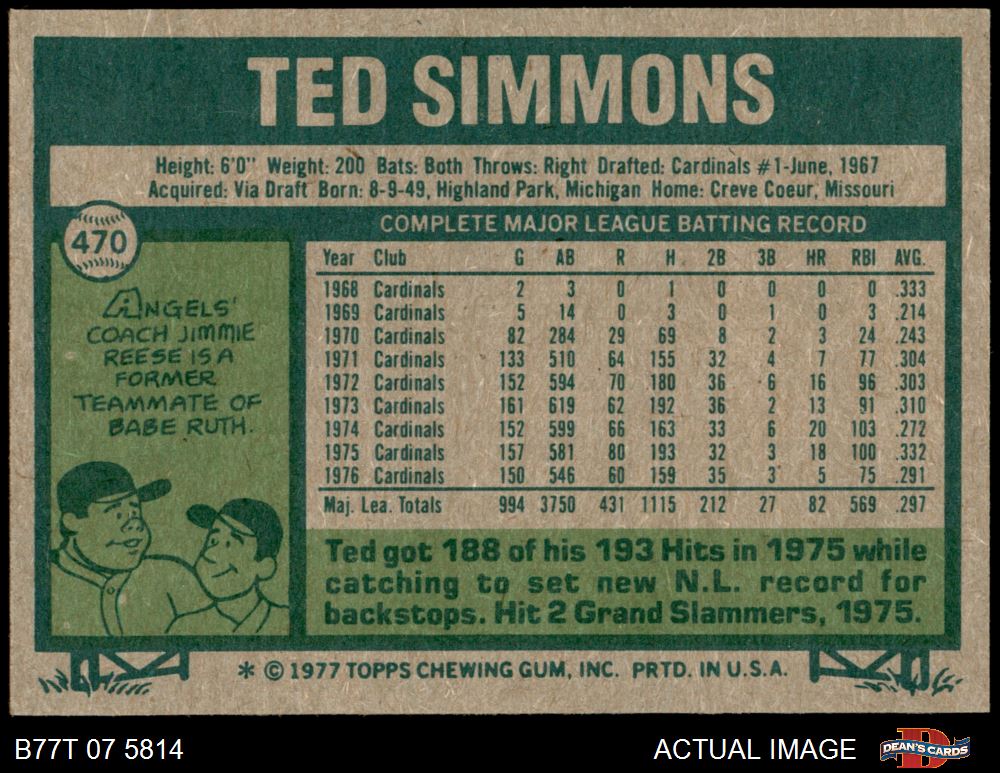 TED SIMMONS
Height: 6'0" Weight: 200 Bats: Both Throws: Right Drafted: Cardinals #1-June, 1967
Acquired: Via Draft Born: 8-9-49, Highland Park, Michigan Home: Creve Coeur, Missouri
470
ANGELS'
COACH JIMMIE
REESE IS A
FORMER
TEAMMATE OF
BABE RUTH.
COMPLETE MAJOR LEAGUE BATTING RECORD
Year Club G AB R H 2B 3B HR RBI AVG.
1968 Cardinals 2 3 0 1 0 0 0 0 .333
1969 Cardinals 5 14 0 3 0 1 0 3 .214
1970 Cardinals 82 284 29 69 8 2 3 24 .243
1971 Cardinals 133 510 64 155 32 4 7 77 .304
1972 Cardinals 152 594 70 180 36 6 16 96 .303
1973 Cardinals 161 619 62 192 36 2 13 91 .310
1974 Cardinals 152 599 66 163 33 6 20 103 .272
1975 Cardinals 157 581 80 193 32 3 18 100 .332
1976 Cardinals 150 546 60 159 35 3 5 75 .291
Maj. Lea. Totals 994 3750 431 1115 212 27 82 569 .297
Ted got 188 of his 193 Hits in 1975 while
catching to set new N.L. record for
backstops. Hit 2 Grand Slammers, 1975.
* © 1977 TOPPS CHEWING GUM, INC. PRTD. IN U.S.A.
B77T 07 5814
ACTUAL IMAGE
D
DEAN'S CARDS